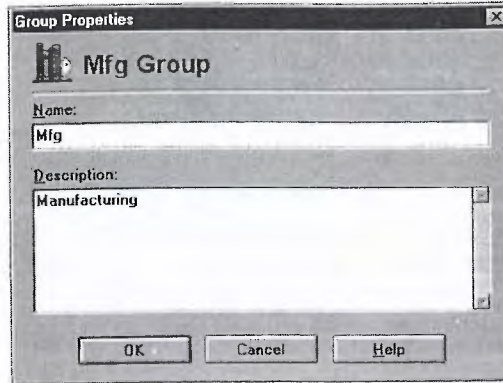 Group Properties
Mfg Group
Name:
Mfg
Description:
Manufacturing
OK
Cancel
Help